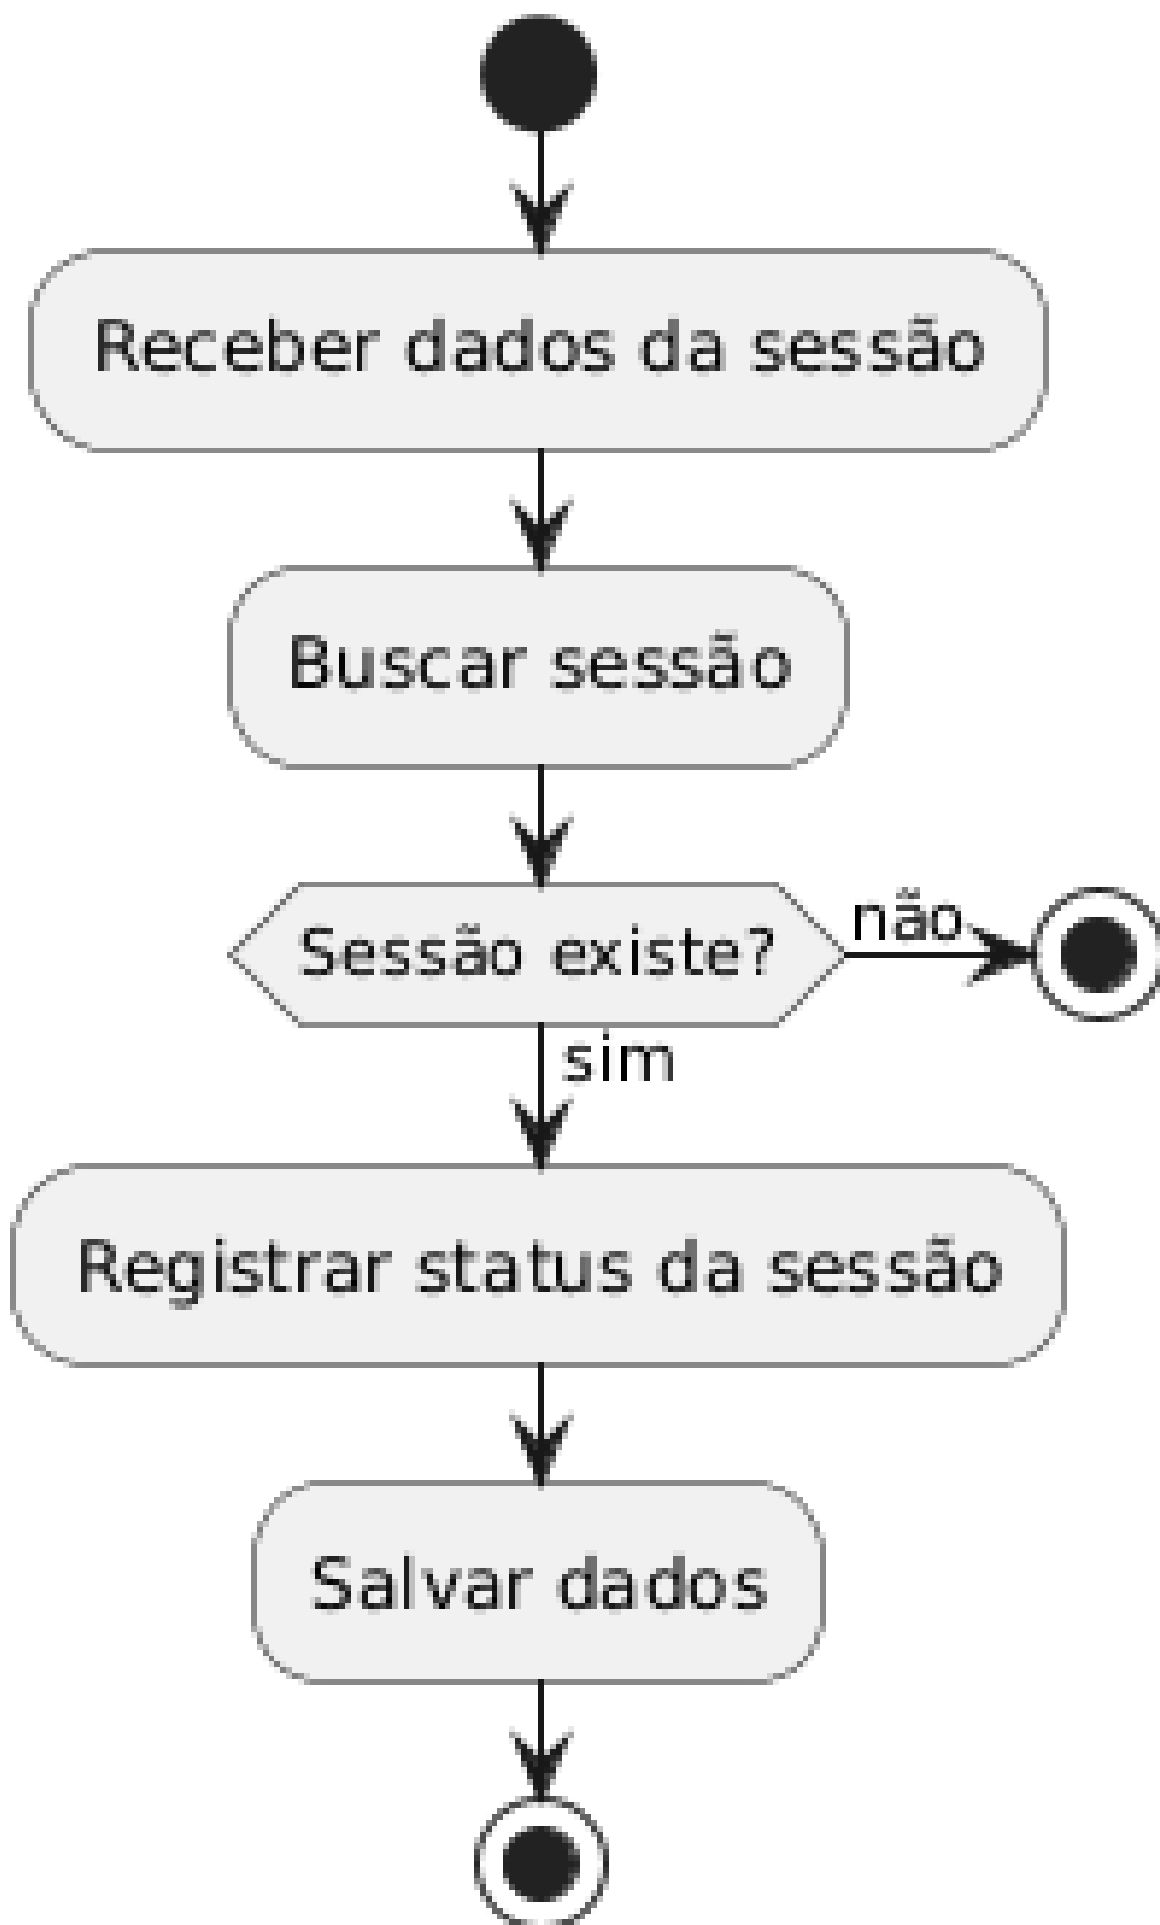 Receber dados da sessão
Buscar sessão
Sessão existe?
não
sim
Registrar status da sessão
Salvar dados